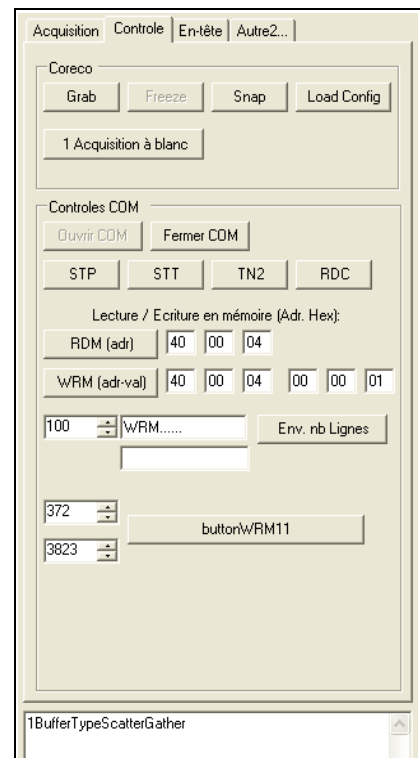 Acquisition Controle En-tête Autre2...
Coreco
Grab Freeze Snap Load Config
1 Acquisition à blanc
Controles COM
Ouvrir COM Fermer COM
STP STT TN2 RDC
Lecture / Ecriture en mémoire (Adr. Hex):
RDM (adr) 40 00 04
WRM (adr-val) 40 00 04 00 00 01
100 WRM...... Env. nb Lignes
372
buttonWRM11
3823
1BufferTypeScatterGather